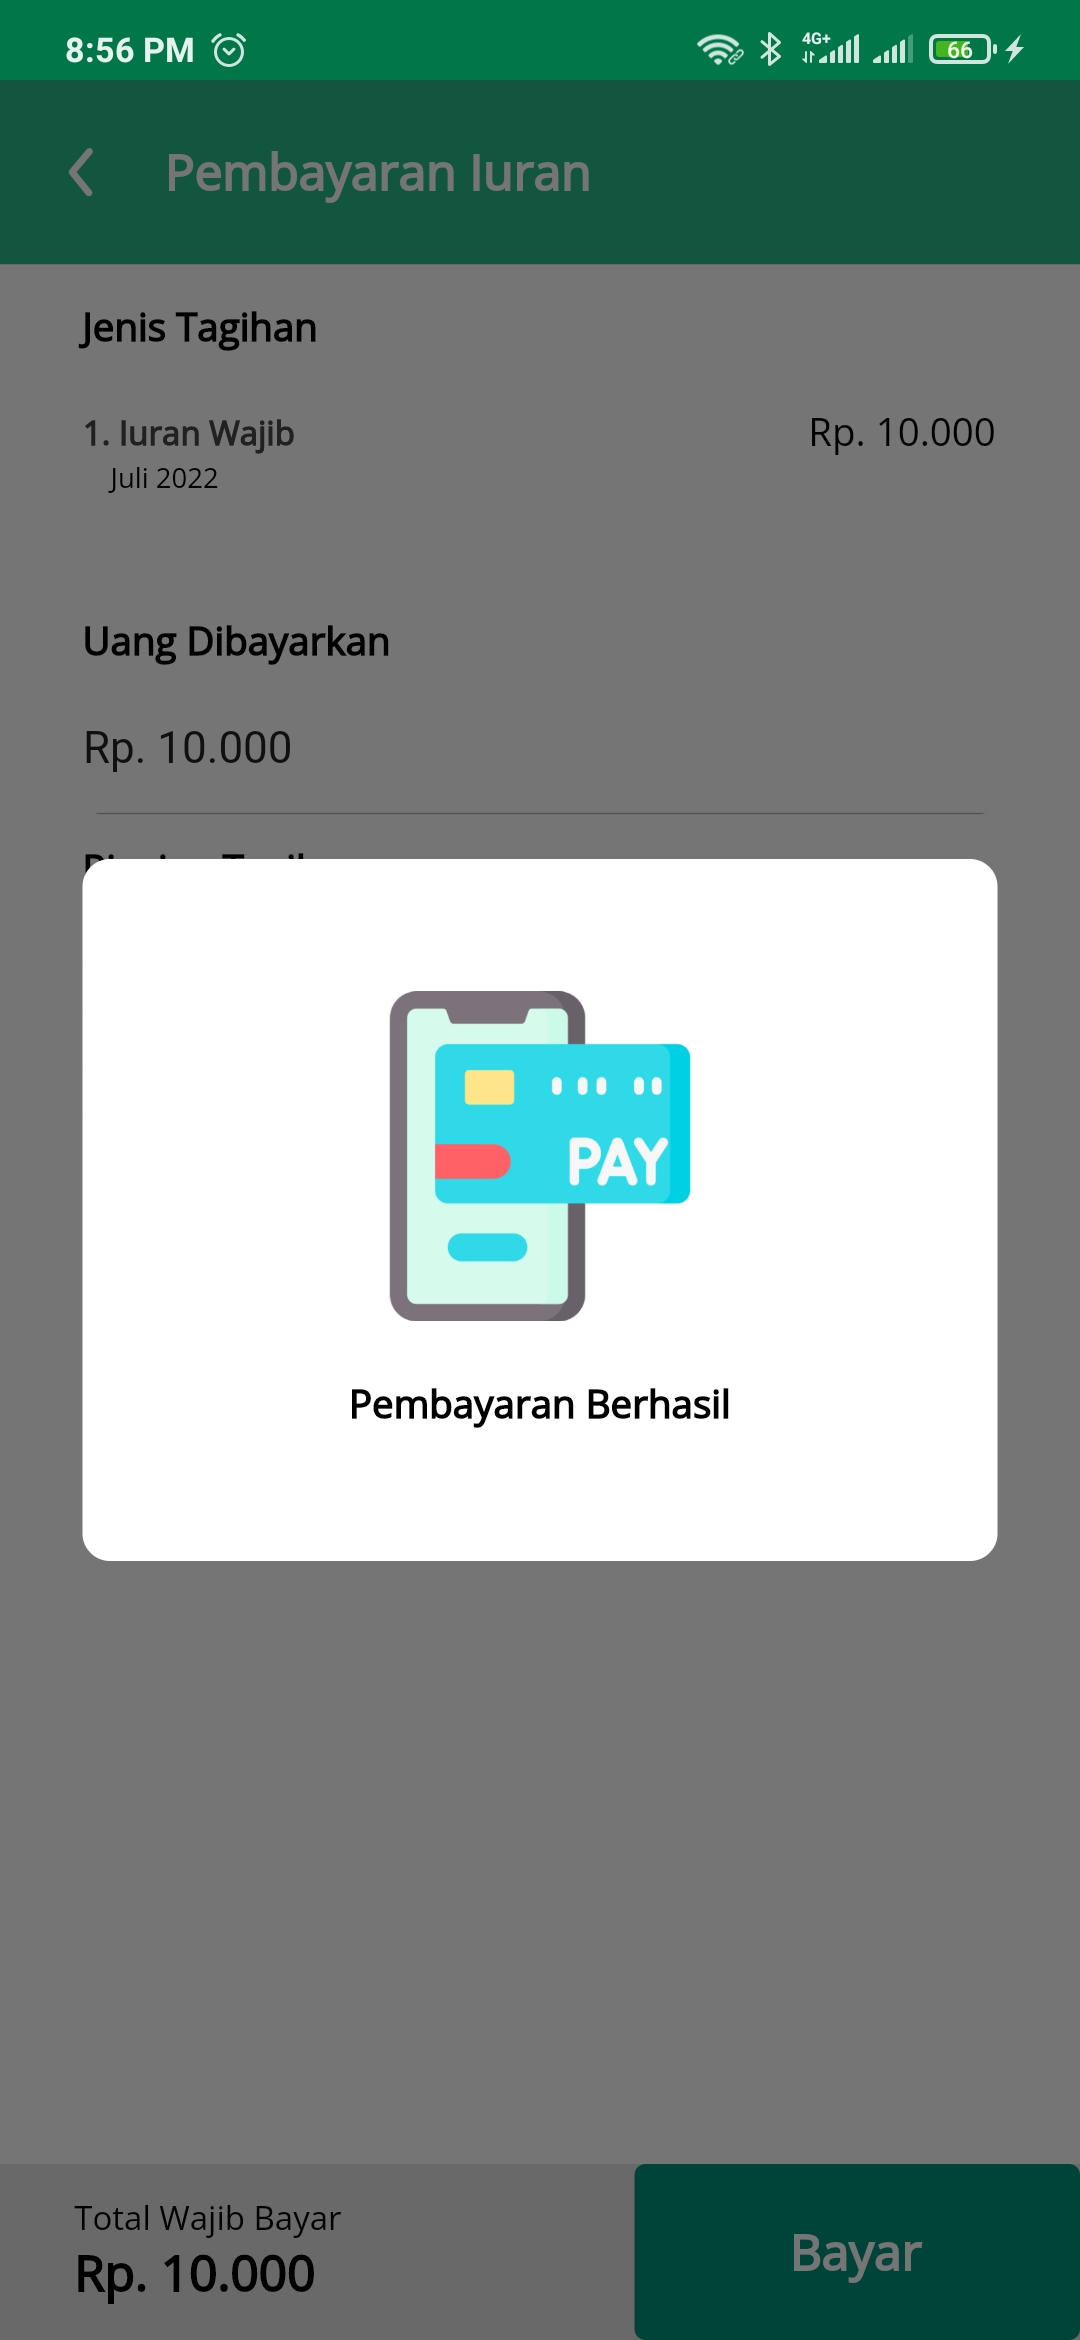 8:56 PM
4G+
66
Pembayaran Iuran
Jenis Tagihan
1. Iuran Wajib
Rp. 10.000
Juli 2022
Uang Dibayarkan
Rp. 10.000
PAY
Pembayaran Berhasil
Total Wajib Bayar
Rp. 10.000
Bayar